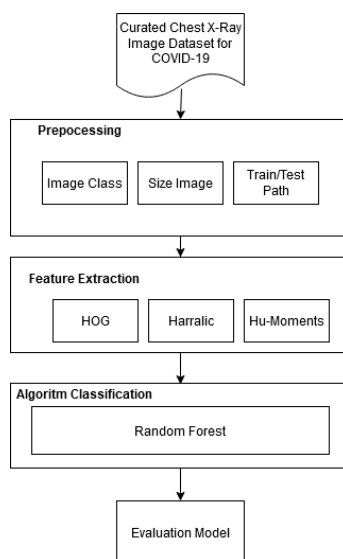 Curated Chest X-Ray
Image Dataset for
COVID-19
Prepocessing
Image Class
Size Image
Train/Test
Path
Feature Extraction
HOG
Harralic
Hu-Moments
Algoritm Classification
Random Forest
Evaluation Model